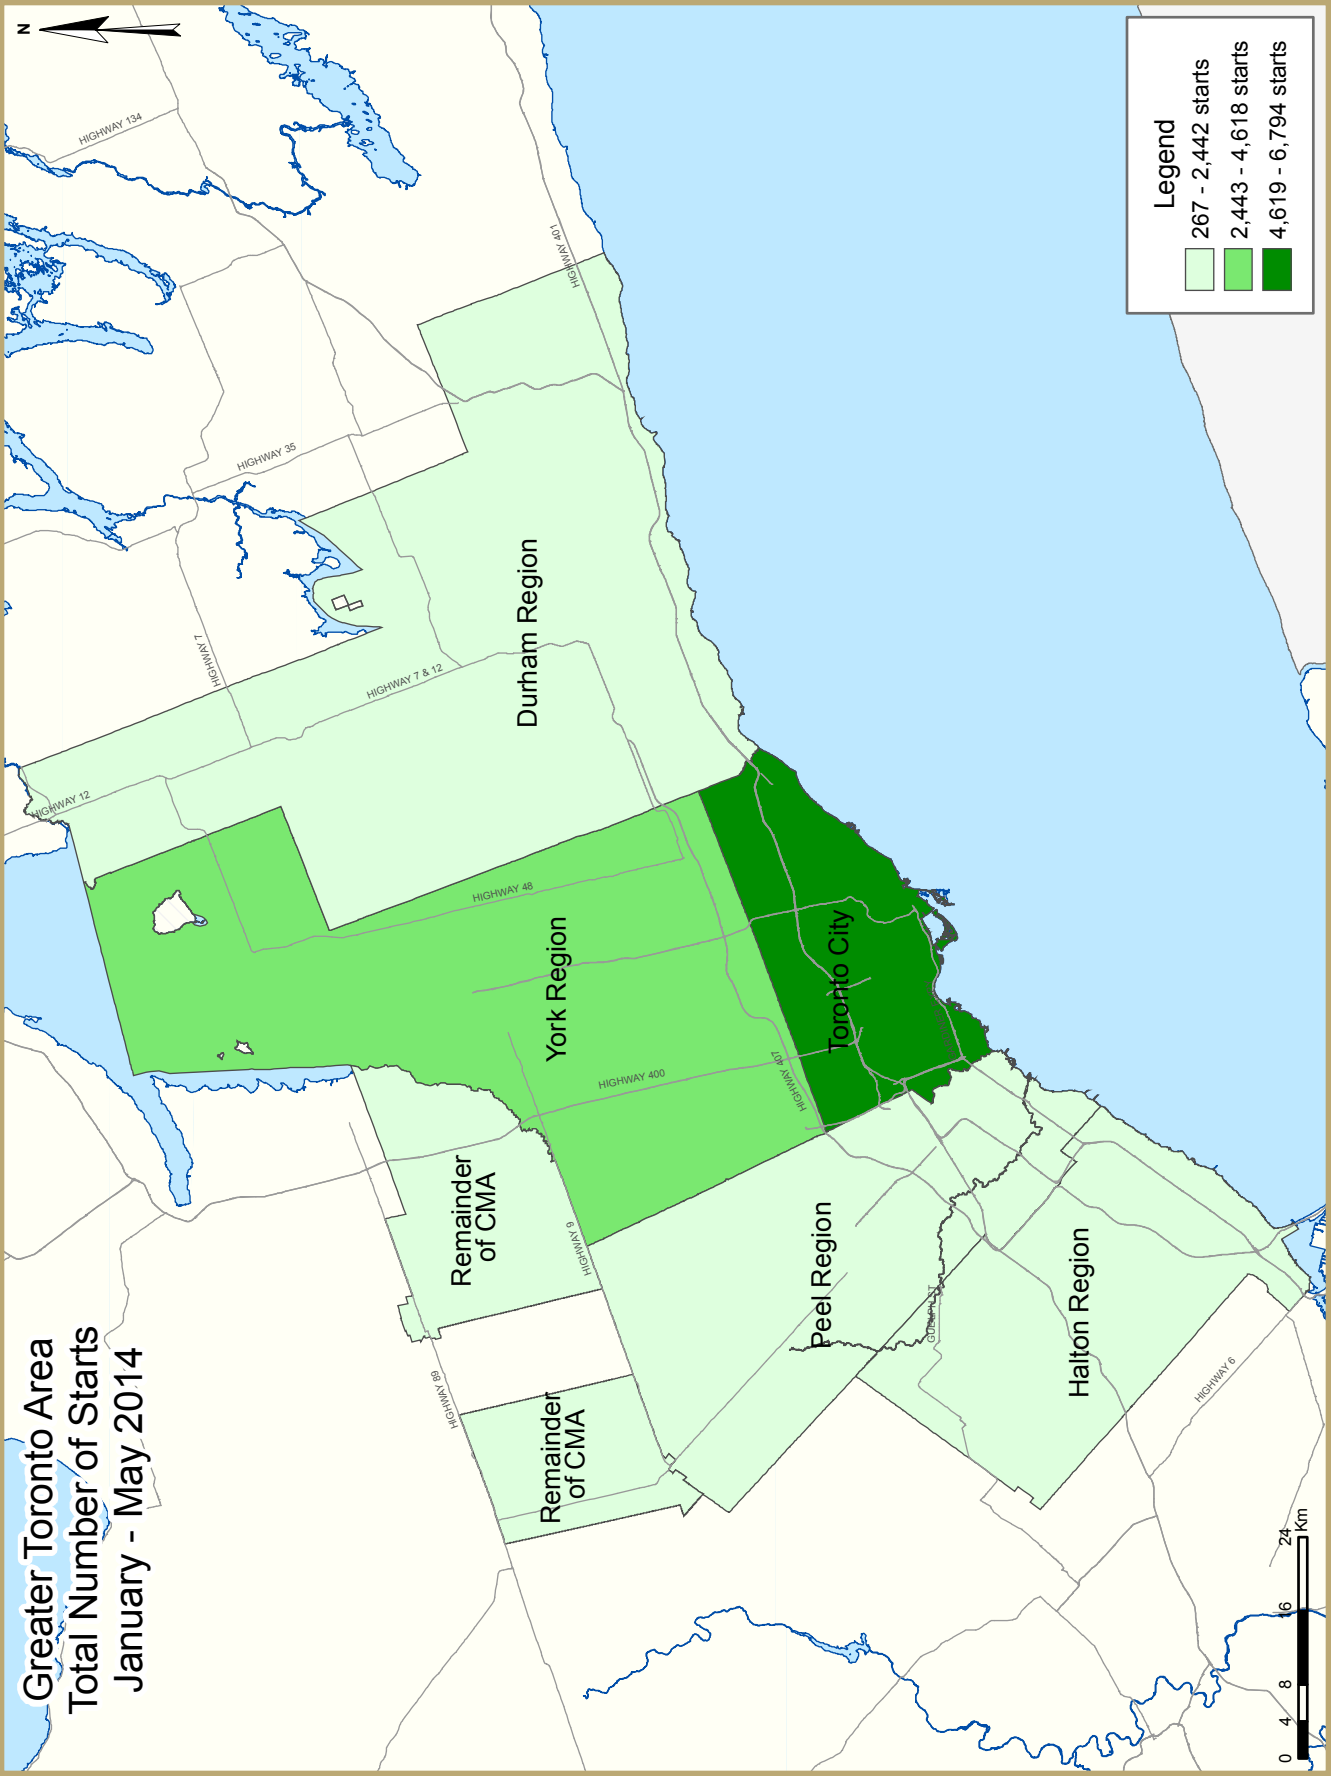 Greater Toronto Area
Total Number of Starts
January - May 2014
N
HIGHWAY 134
HIGHWAY 401
HIGHWAY 35
HIGHWAY 7
HIGHWAY 7 & 12
HIGHWAY 12
Durham Region
HIGHWAY 48
York Region
HIGHWAY 400
HIGHWAY 407
Toronto City
Remainder
of CMA
HIGHWAY 9
HIGHWAY 89
Remainder
of CMA
Peel Region
GUELPH ST
Halton Region
HIGHWAY 6
Legend
267 - 2,442 starts
2,443 - 4,618 starts
4,619 - 6,794 starts
0 4 8 16 24
Km